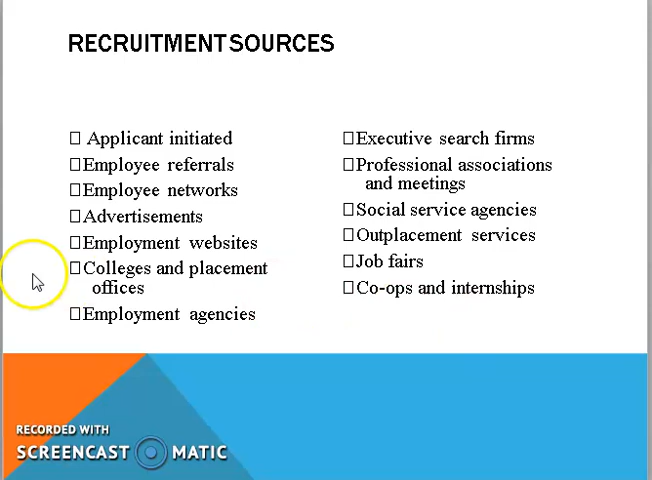 RECRUITMENT SOURCES
Applicant initiated
Employee referrals
Employee networks
Advertisements
Employment websites
Colleges and placement
offices
Employment agencies
Executive search firms
Professional associations
and meetings
Social service agencies
Outplacement services
Job fairs
Co-ops and internships
RECORDED WITH
SCREENCAST MATIC